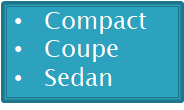 • Compact
• Coupe
• Sedan